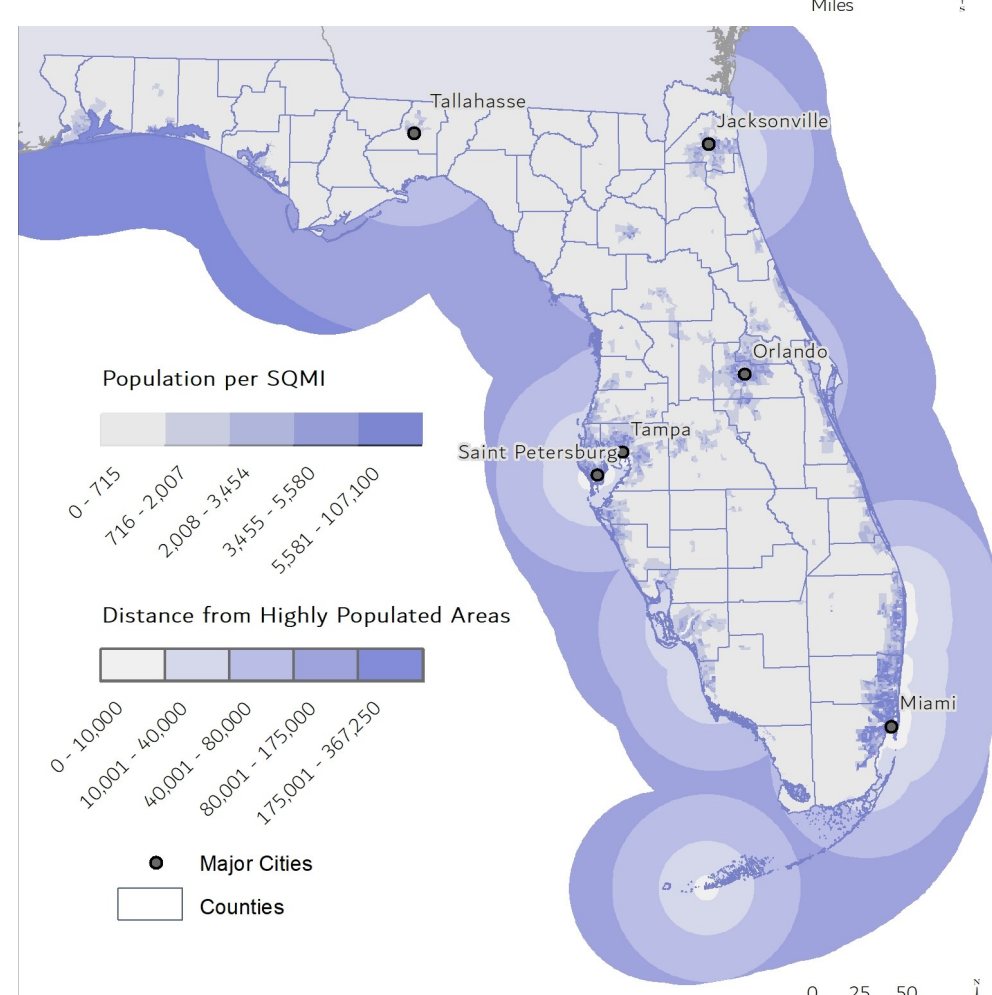 Miles
S
Tallahasse
Jacksonville
Orlando
Tampa
Saint Petersburg
Miami
Population per SQMI
0 - 715
716 - 2,007
2,008 - 3,454
3,455 - 5,580
5,581 - 107,100
Distance from Highly Populated Areas
0 - 10,000
10,001 - 40,000
40,001 - 80,000
80,001 - 175,000
175,001 - 367,250
Major Cities
Counties
0 25 50
N